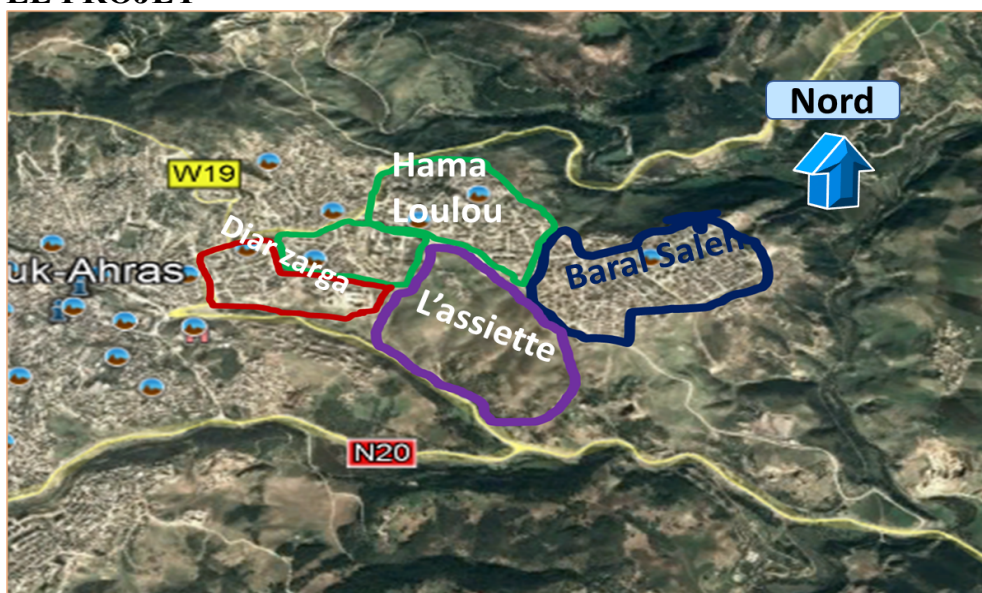 LE PROJET
Nord
W19
Hama
Loulou
Diar zarga
Baral Saleh
uk-Ahras
L'assiette
N20